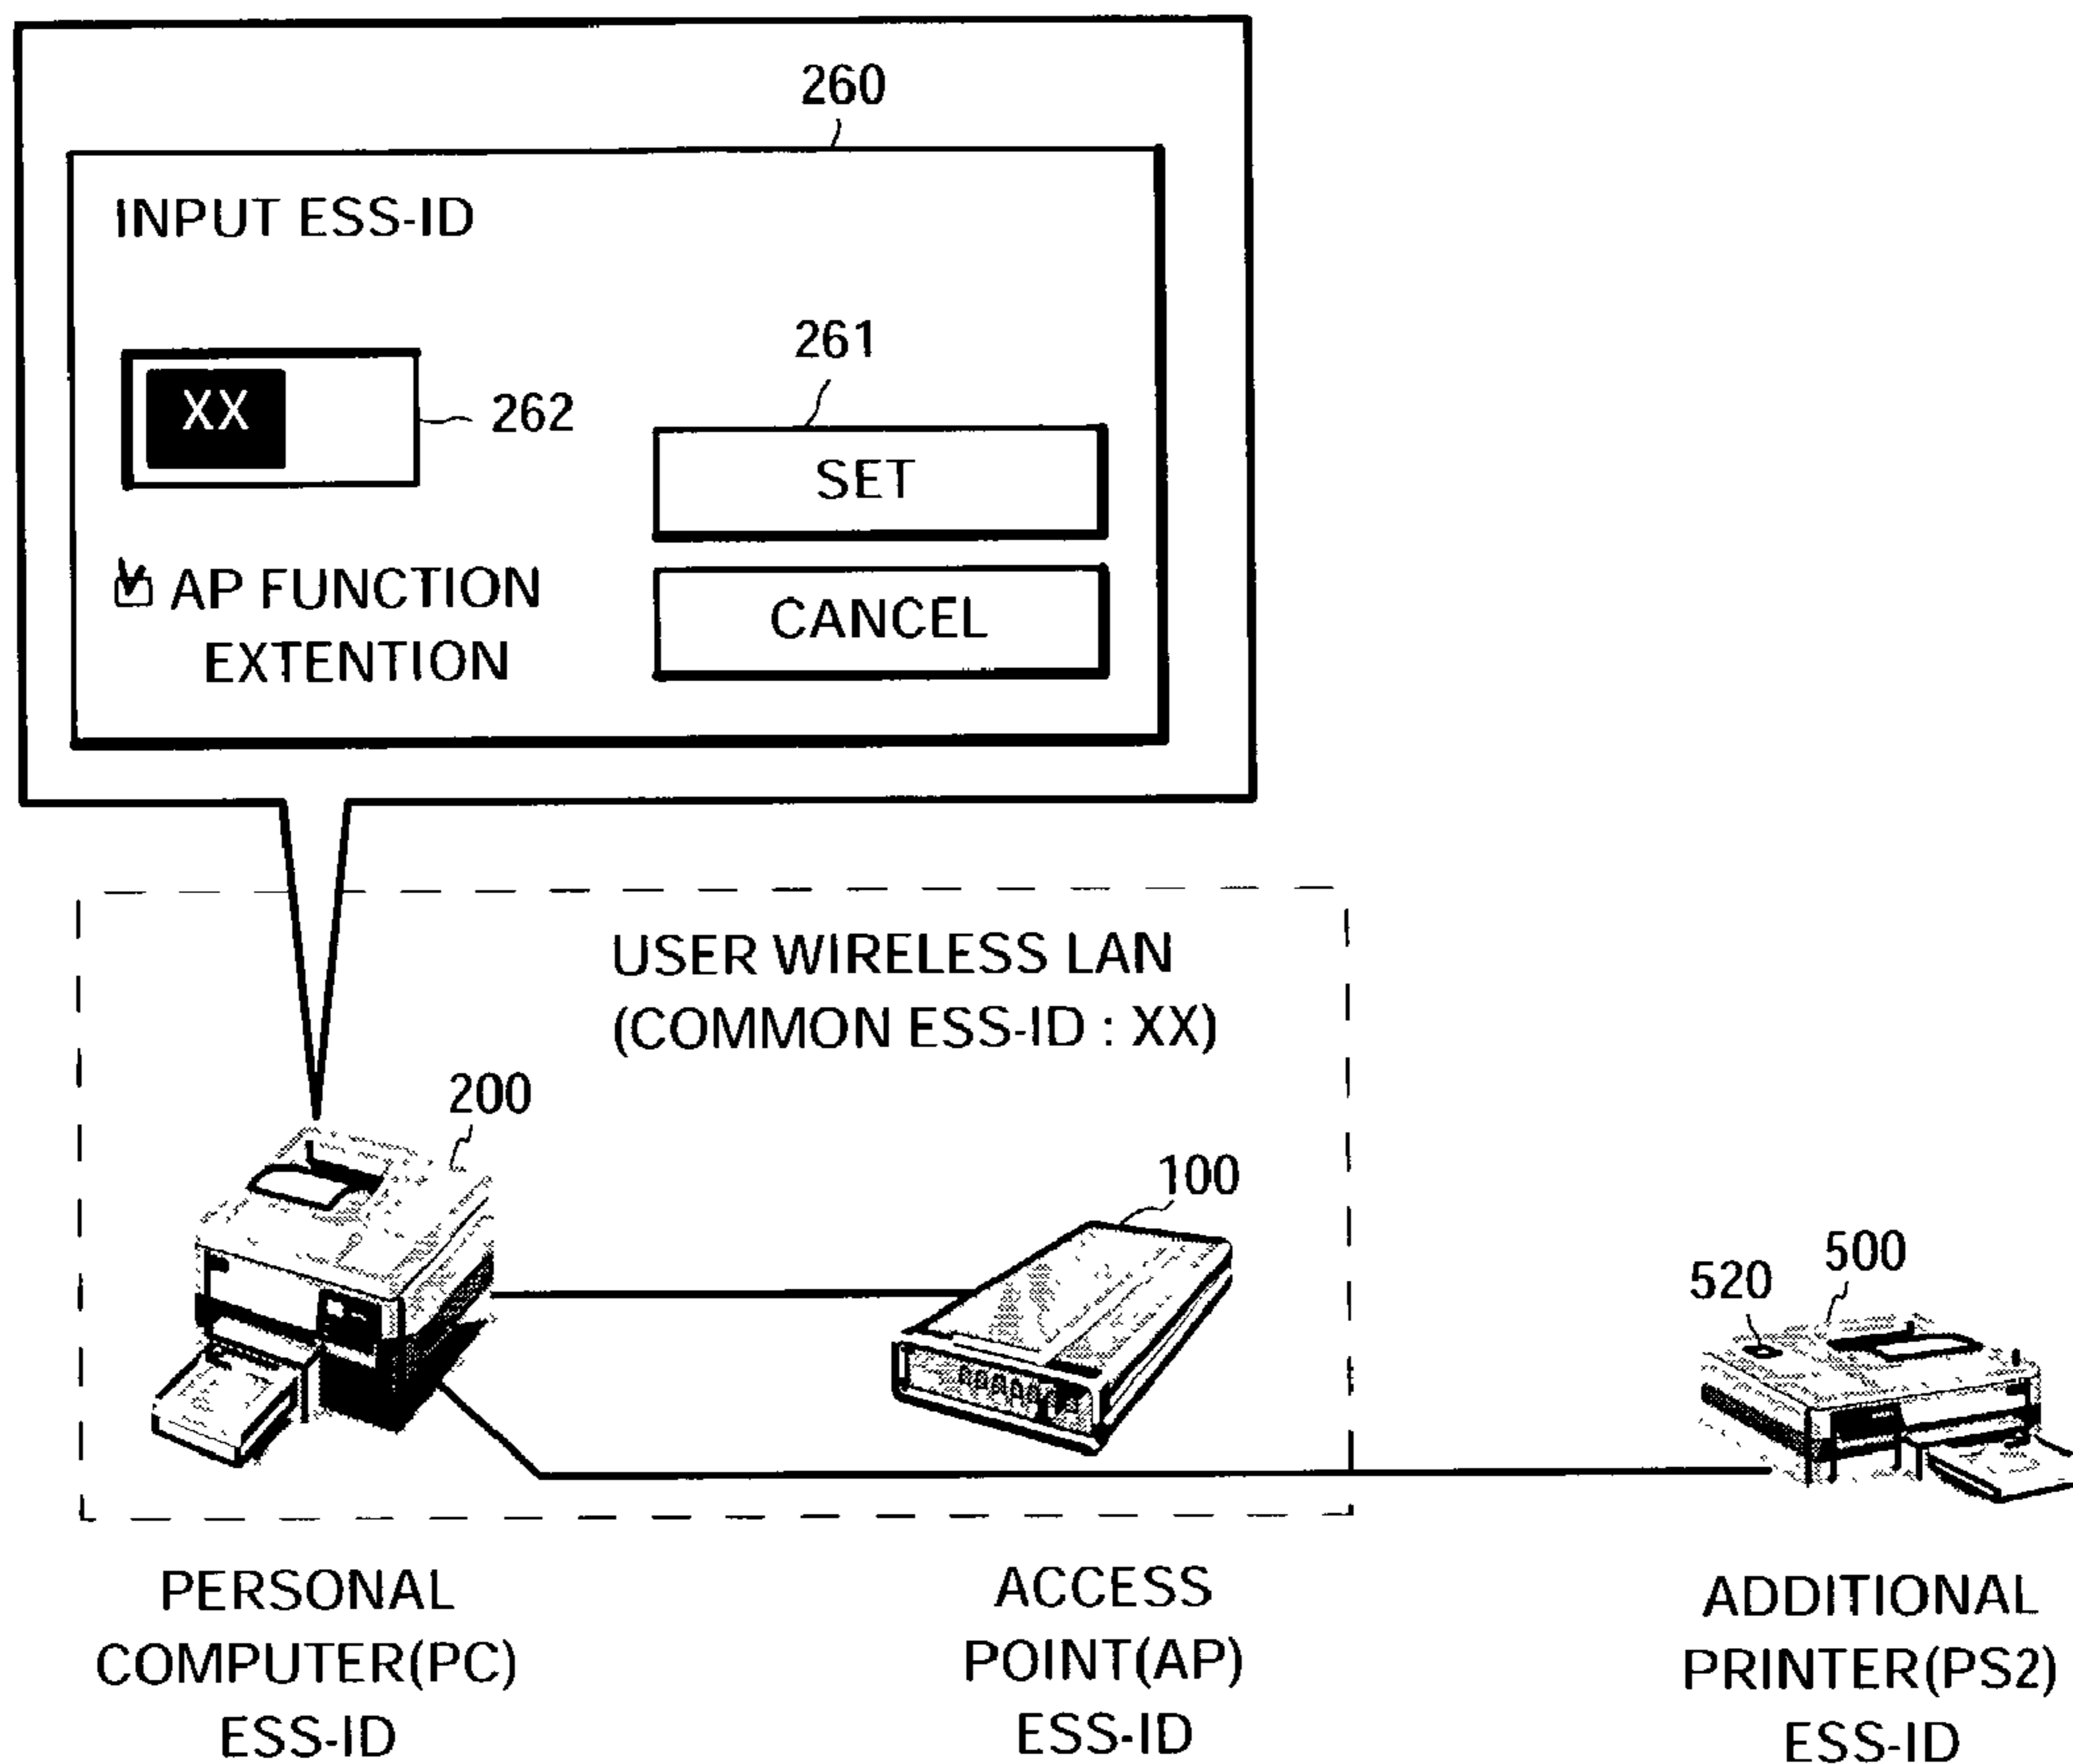 260
INPUT ESS-ID
261
XX
262
SET
AP FUNCTION
EXTENTION
CANCEL
USER WIRELESS LAN
(COMMON ESS-ID : XX)
200
100
520
500
PERSONAL
COMPUTER(PC)
ESS-ID
ACCESS
POINT(AP)
ESS-ID
ADDITIONAL
PRINTER(PS2)
ESS-ID